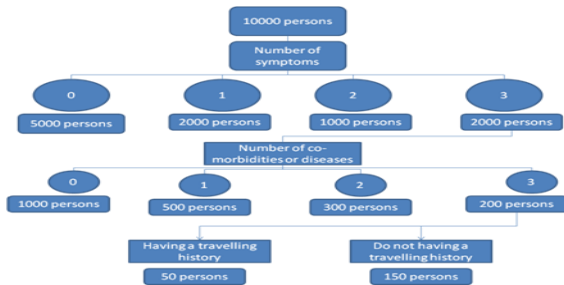 10000 persons
Number of
symptoms
0
1
2
3
5000 persons
2000 persons
1000 persons
2000 persons
Number of co-
morbidities or diseases
0
1
2
3
1000 persons
500 persons
300 persons
200 persons
Having a travelling
history
Do not having a
travelling history
50 persons
150 persons